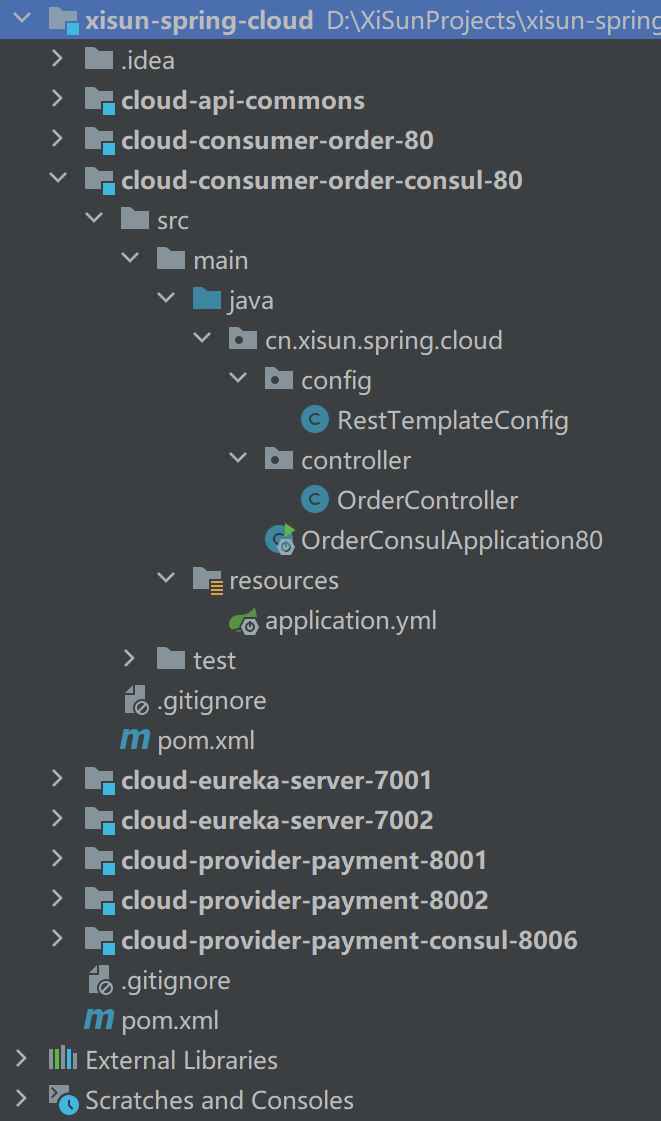 xisun-spring-cloud D:\XiSunProjects\xisun-spring
.idea
cloud-api-commons
cloud-consumer-order-80
cloud-consumer-order-consul-80
src
main
java
cn.xisun.spring.cloud
config
RestTemplateConfig
controller
OrderController
OrderConsulApplication80
resources
application.yml
test
.gitignore
pom.xml
cloud-eureka-server-7001
cloud-eureka-server-7002
cloud-provider-payment-8001
cloud-provider-payment-8002
cloud-provider-payment-consul-8006
.gitignore
pom.xml
External Libraries
Scratches and Consoles